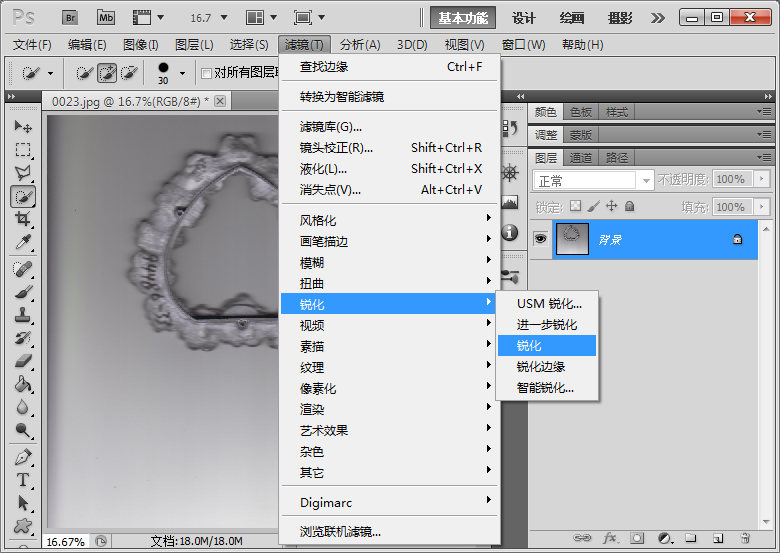 Ps Br Mb 16.7 基本功能 设计 绘画 摄影
文件(F) 编辑(E) 图像(I) 图层(L) 选择(S) 滤镜(T) 分析(A) 3D(D) 视图(V) 窗口(W) 帮助(H)
30 对所有图层取
0023.jpg @ 16.7%(RGB/8#) *
查找边缘 Ctrl+F
转换为智能滤镜
滤镜库(G)...
镜头校正(R)... Shift+Ctrl+R
液化(L)... Shift+Ctrl+X
消失点(V)... Alt+Ctrl+V
风格化
画笔描边
模糊
扭曲
锐化
视频
素描
纹理
像素化
渲染
艺术效果
杂色
其它
Digimarc
浏览联机滤镜...
USM 锐化...
进一步锐化
锐化
锐化边缘
智能锐化...
颜色 色板 样式
调整 蒙版
图层 通道 路径
正常 不透明度: 100%
锁定: 填充: 100%
背景
16.67% 文档:18.0M/18.0M